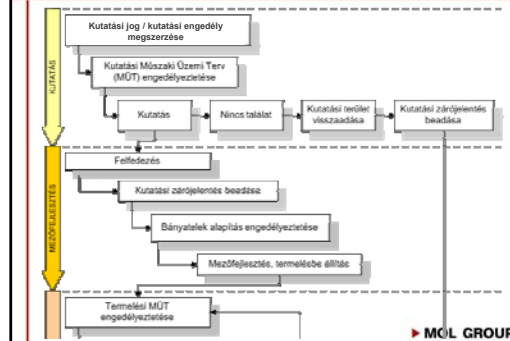 Kutatási jog / kutatási engedély
megszerzése
KUTATÁS
Kutatási Műszaki Üzemi Terv
(MÜT) engedélyeztetése
Kutatás
Nincs találat
Kutatási terület
visszaadása
Kutatási zárójelentés
beadása
MEZŐFEJLESZTÉS
Felfedezés
Kutatási zárójelentés beadása
Bányatelek alapítás engedélyeztetése
Mezőfejlesztés, termelésbe állítás
Termelési MÜT
engedélyeztetése
MOL GROUP